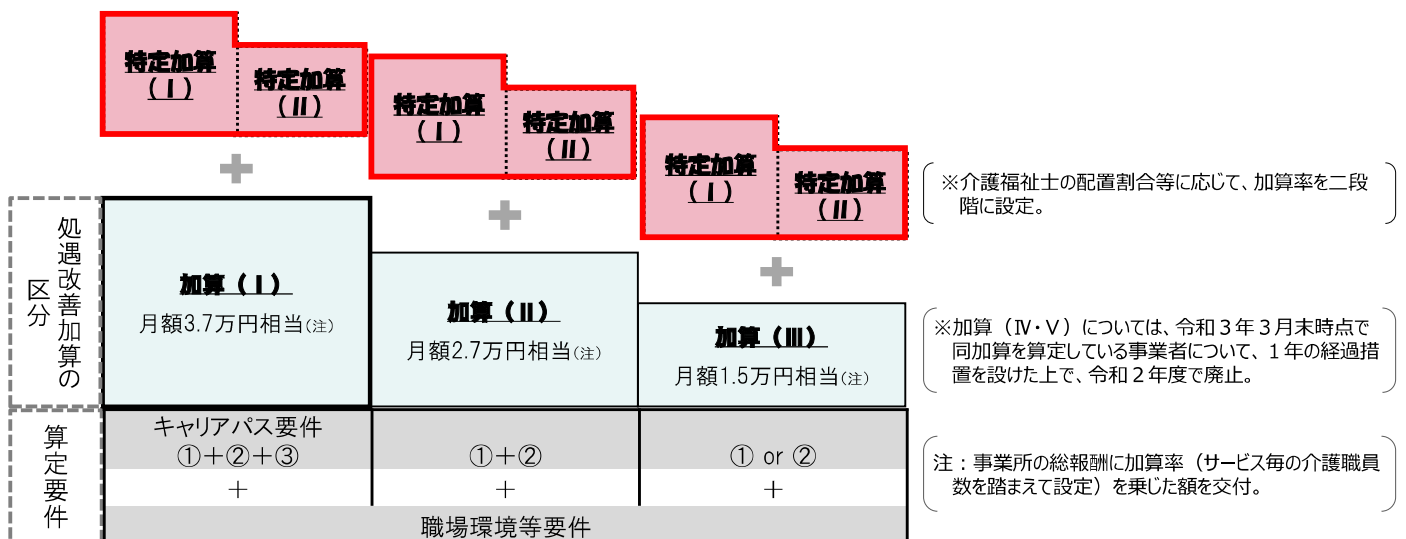 特定加算
（Ⅰ）
特定加算
（Ⅱ）
特定加算
（Ⅰ）
特定加算
（Ⅱ）
特定加算
（Ⅰ）
特定加算
（Ⅱ）
※介護福祉士の配置割合等に応じて、加算率を二段
階に設定。
処遇改善加算の
区分
加算（Ⅰ）
月額3.7万円相当(注)
加算（Ⅱ）
月額2.7万円相当(注)
加算（Ⅲ）
月額1.5万円相当(注)
※加算（Ⅳ・Ⅴ）については、令和３年３月末時点で
同加算を算定している事業者について、１年の経過措
置を設けた上で、令和２年度で廃止。
算定要件
キャリアパス要件
①＋②＋③
①＋②
① or ②
＋
＋
＋
職場環境等要件
注：事業所の総報酬に加算率（サービス毎の介護職員
数を踏まえて設定）を乗じた額を交付。